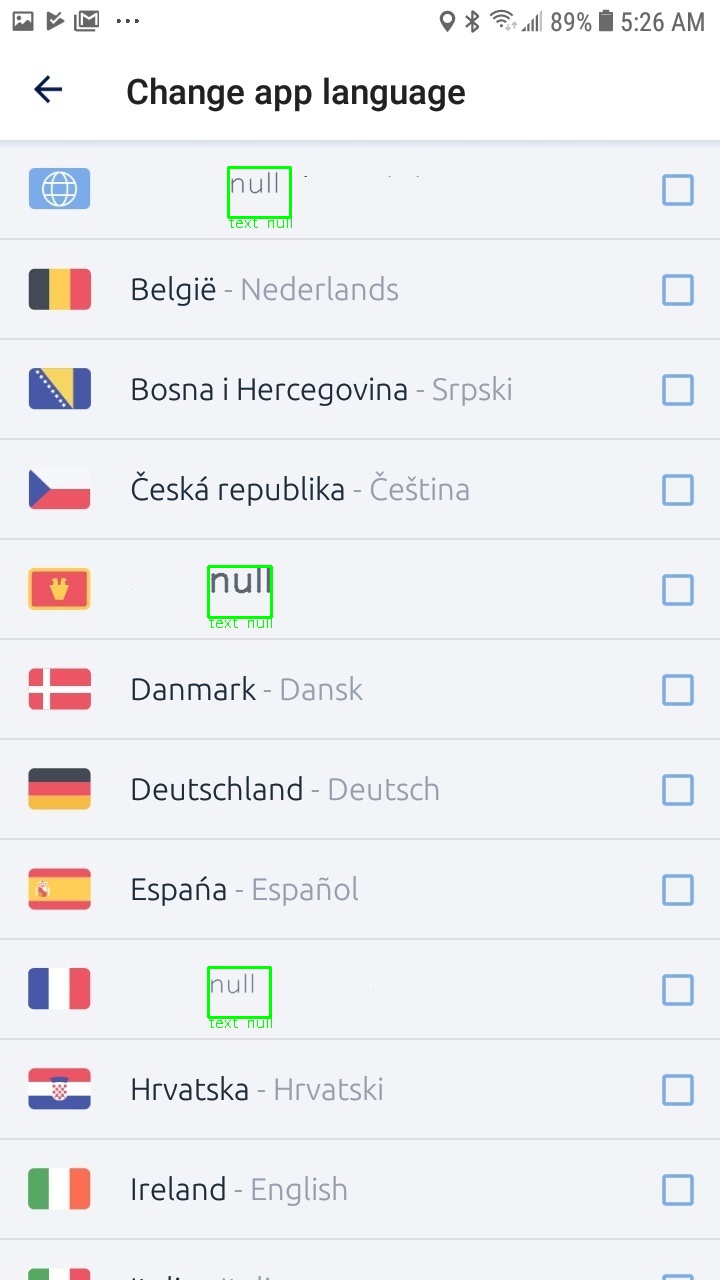 89% 5:26 AM
Change app language
null
text null
België - Nederlands
Bosna i Hercegovina - Srpski
Česká republika - Čeština
null
text null
Danmark - Dansk
Deutschland - Deutsch
Espańa - Español
null
text null
Hrvatska - Hrvatski
Ireland - English